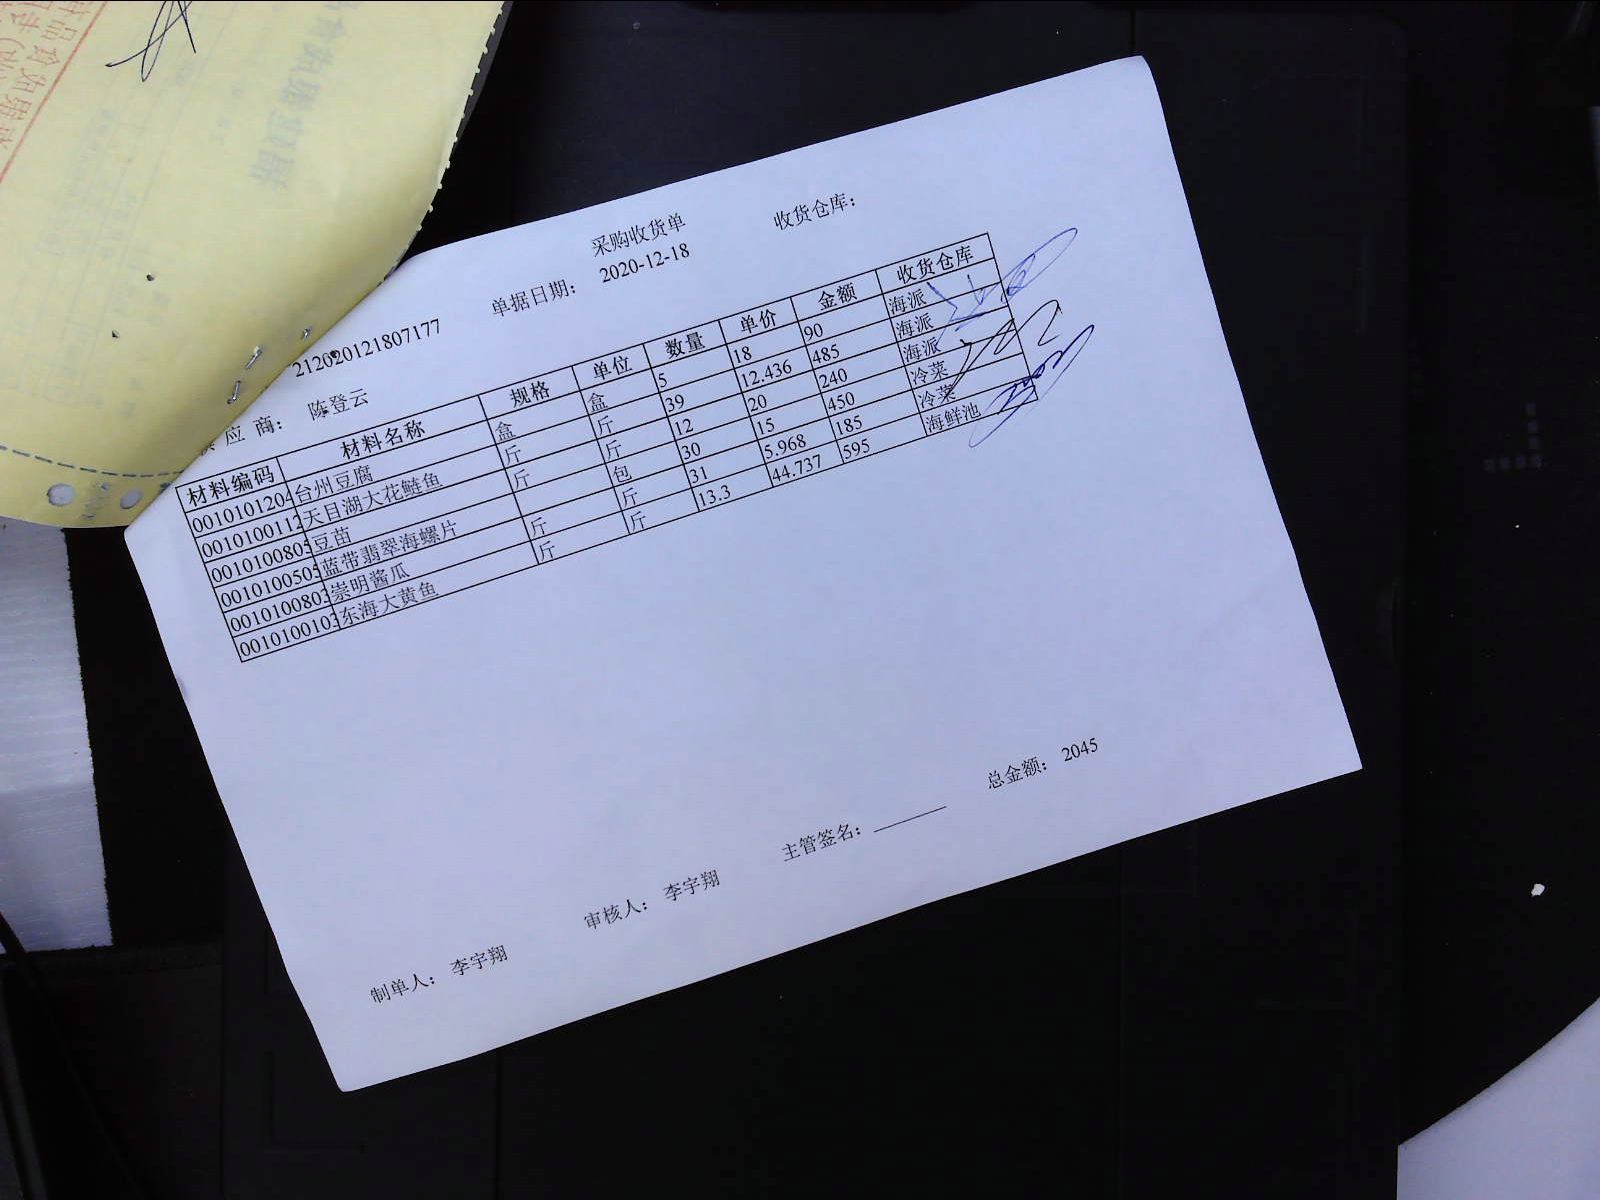 采购收货单
收货仓库：
单据日期： 2020-12-18
212020121807177
应 商： 陈登云
材料编码 材料名称 规格 单位 数量 单价 金额 收货仓库
0010101204 台州豆腐 盒 盒 5 18 90 海派
0010100112 天目湖大花鲢鱼 斤 斤 39 12.436 485 海派
0010100805 豆苗 斤 斤 12 20 240 海派
0010100505 蓝带翡翠海螺片 包 30 15 450 冷菜
0010100803 崇明酱瓜 斤 斤 31 5.968 185 冷菜
0010100103 东海大黄鱼 斤 斤 13.3 44.737 595 海鲜池
总金额： 2045
主管签名：
审核人： 李宇翔
制单人： 李宇翔